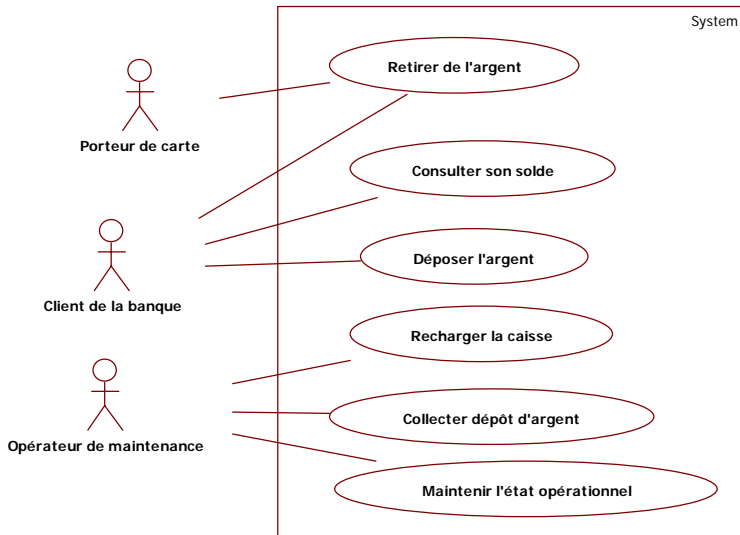 System
Retirer de l'argent
Porteur de carte
Consulter son solde
Déposer l'argent
Client de la banque
Recharger la caisse
Collecter dépôt d'argent
Opérateur de maintenance
Maintenir l'état opérationnel